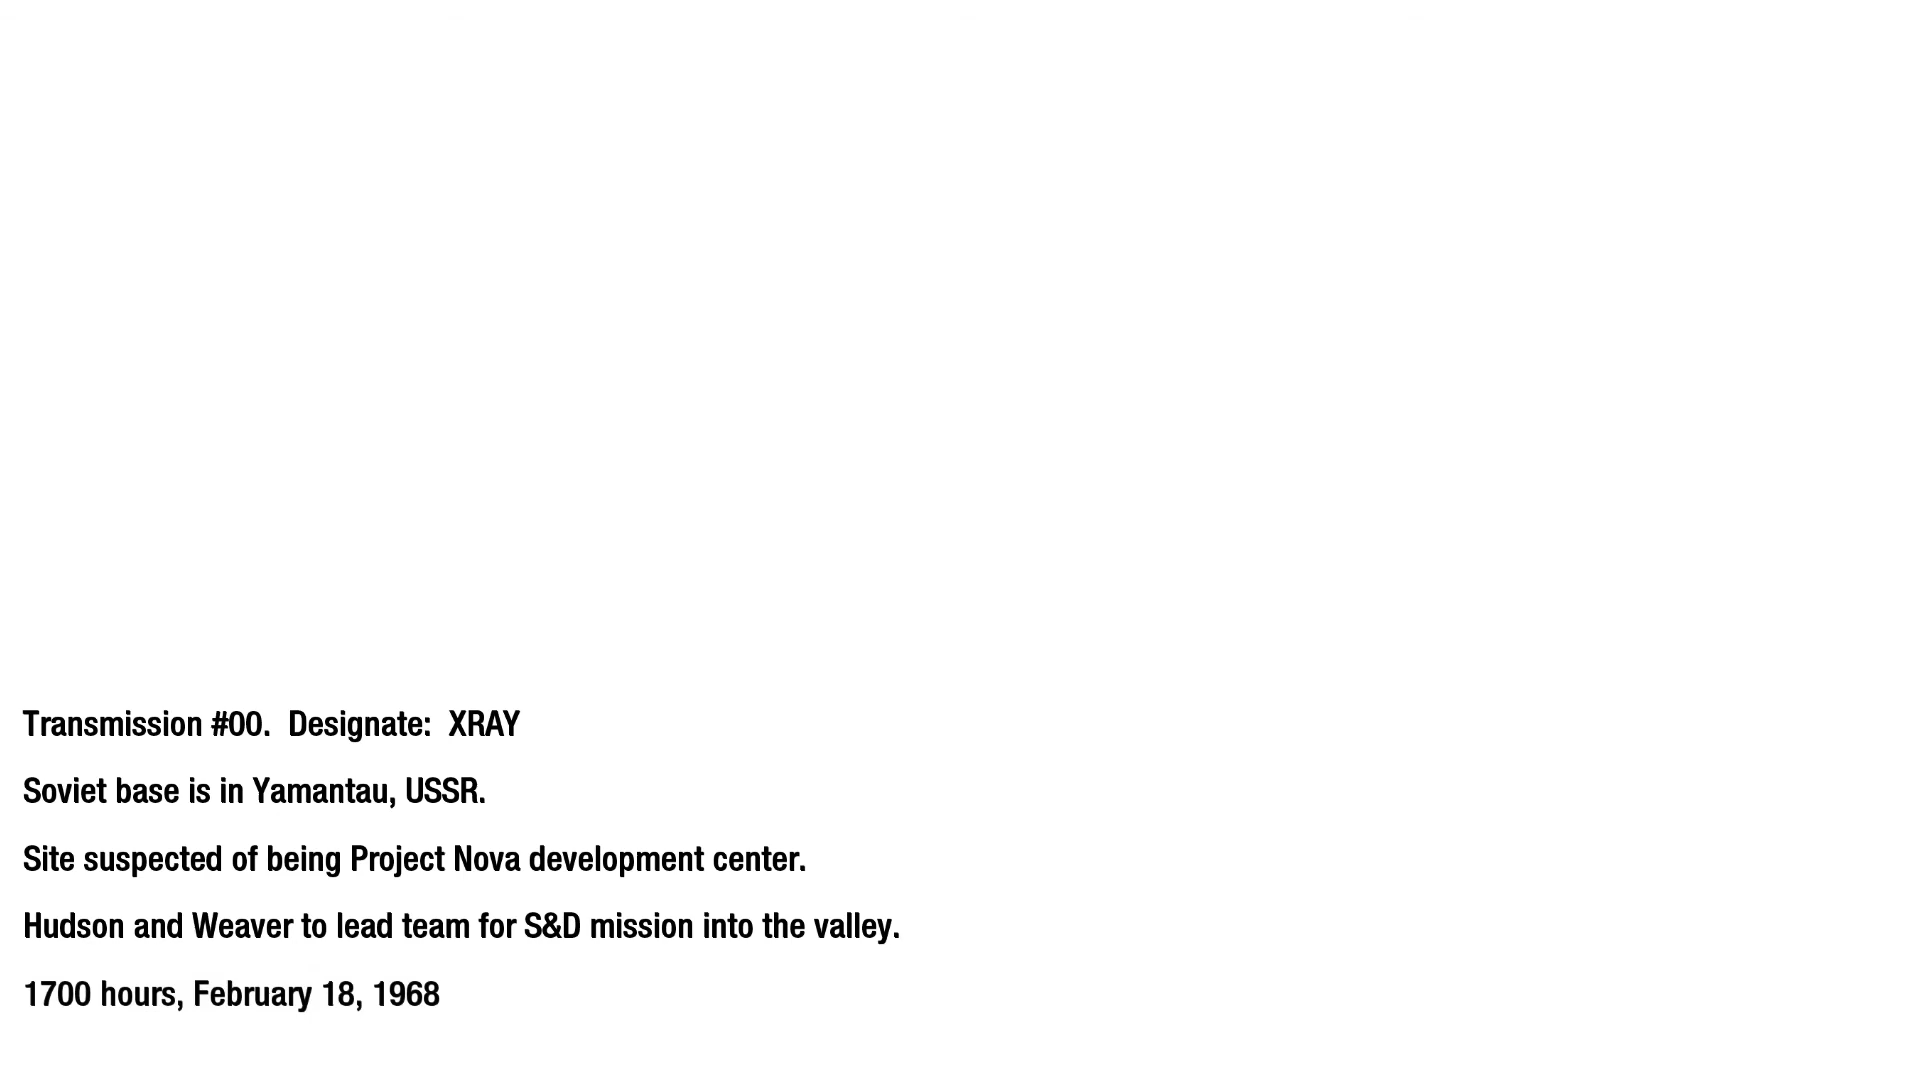 Transmission #00.  Designate:  XRAY
Soviet base is in Yamantau, USSR.
Site suspected of being Project Nova development center.
Hudson and Weaver to lead team for S&D mission into the valley.
1700 hours, February 18, 1968